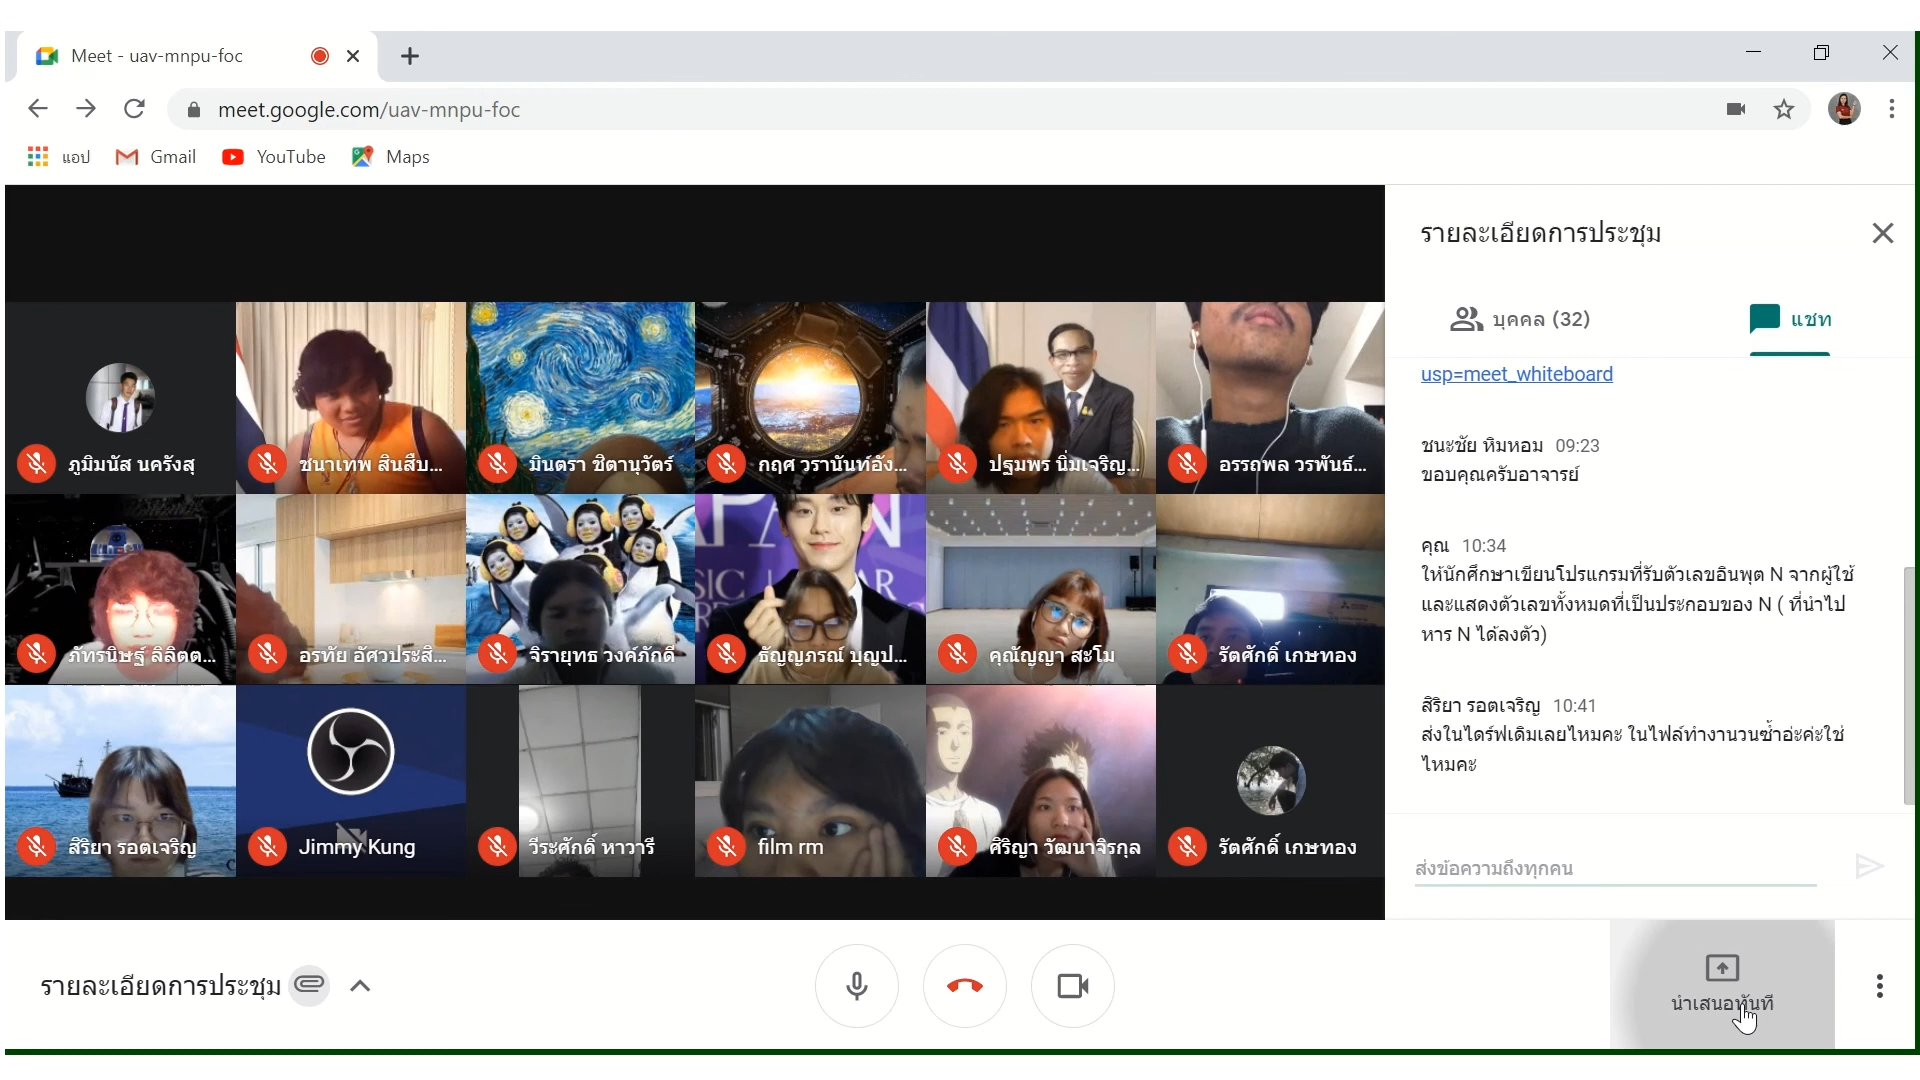 Meet - uav-mnpu-foc
meet.google.com/uav-mnpu-foc
แอป Gmail YouTube Maps
รายละเอียดการประชุม
บุคคล (32) แชท
usp=meet_whiteboard
ชนะชัย หิมหอม 09:23
ขอบคุณครับอาจารย์
คุณ 10:34
ให้นักศึกษาเขียนโปรแกรมที่รับตัวเลขอินพุต N จากผู้ใช้
และแสดงตัวเลขทั้งหมดที่เป็นประกอบของ N ( ที่นำไป
หาร N ได้ลงตัว)
สิริยา รอตเจริญ 10:41
ส่งในไดร์ฟเดิมเลยไหมคะ ในไฟล์ทำงานวนซ้ำอ่ะค่ะใช่
ไหมคะ
ส่งข้อความถึงทุกคน
ภูมิมนัส นครังสุ ชนาเทพ สินสืบ... มินตรา ชิตานุวัตร์ กฤศ วรานันท์อัง... ปฐมพร นิ่มเจริญ... อรรถพล วรพันธ์...
ภัทรนิษฐ์ ลิลิตต... อรทัย อัศวประสิ... จิรายุทธ วงค์ภักดี ธัญญภรณ์ บุญป... คุณัญญา สะโม รัตศักดิ์ เกษทอง
สิริยา รอตเจริญ Jimmy Kung วีระศักดิ์ หาวารี film rm ศิริญา วัฒนาจิรกุล รัตศักดิ์ เกษทอง
รายละเอียดการประชุม
นำเสนอทันที